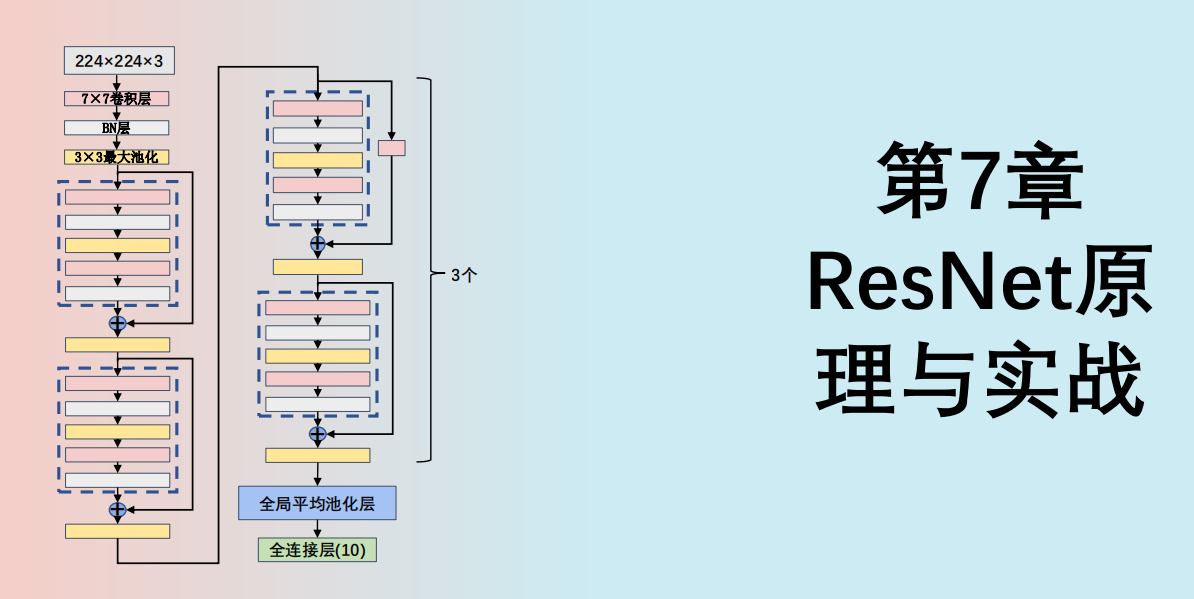 224×224×3
7×7卷积层
BN层
3×3最大池化
3个
全局平均池化层
全连接层(10)
第7章
ResNet原
理与实战